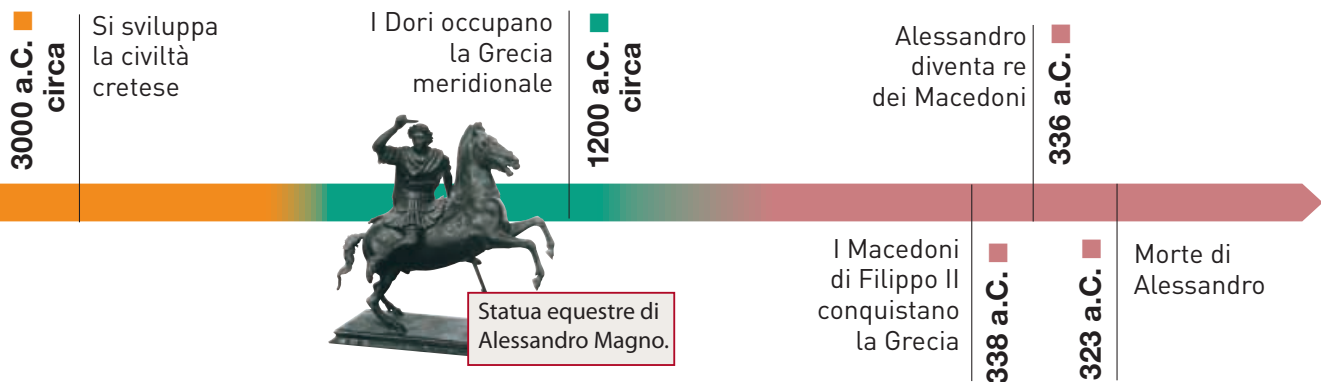 3000 a.C.
circa
Si sviluppa
la civiltà
cretese
I Dori occupano
la Grecia
meridionale
1200 a.C.
circa
Alessandro
diventa re
dei Macedoni
336 a.C.
Statua equestre di
Alessandro Magno.
I Macedoni
di Filippo II
conquistano
la Grecia
338 a.C.
323 a.C.
Morte di
Alessandro